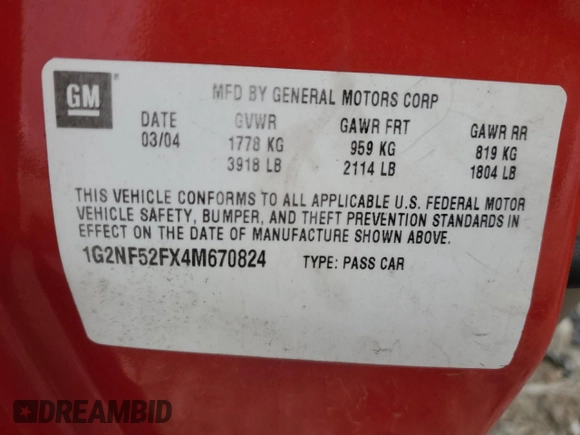 GM
MFD BY GENERAL MOTORS CORP
DATE GVWR GAWR FRT GAWR RR
03/04 1778 KG 959 KG 819 KG
3918 LB 2114 LB 1804 LB
THIS VEHICLE CONFORMS TO ALL APPLICABLE U.S. FEDERAL MOTOR
VEHICLE SAFETY, BUMPER, AND THEFT PREVENTION STANDARDS IN
EFFECT ON THE DATE OF MANUFACTURE SHOWN ABOVE.
1G2NF52FX4M670824 TYPE: PASS CAR
DREAMBID